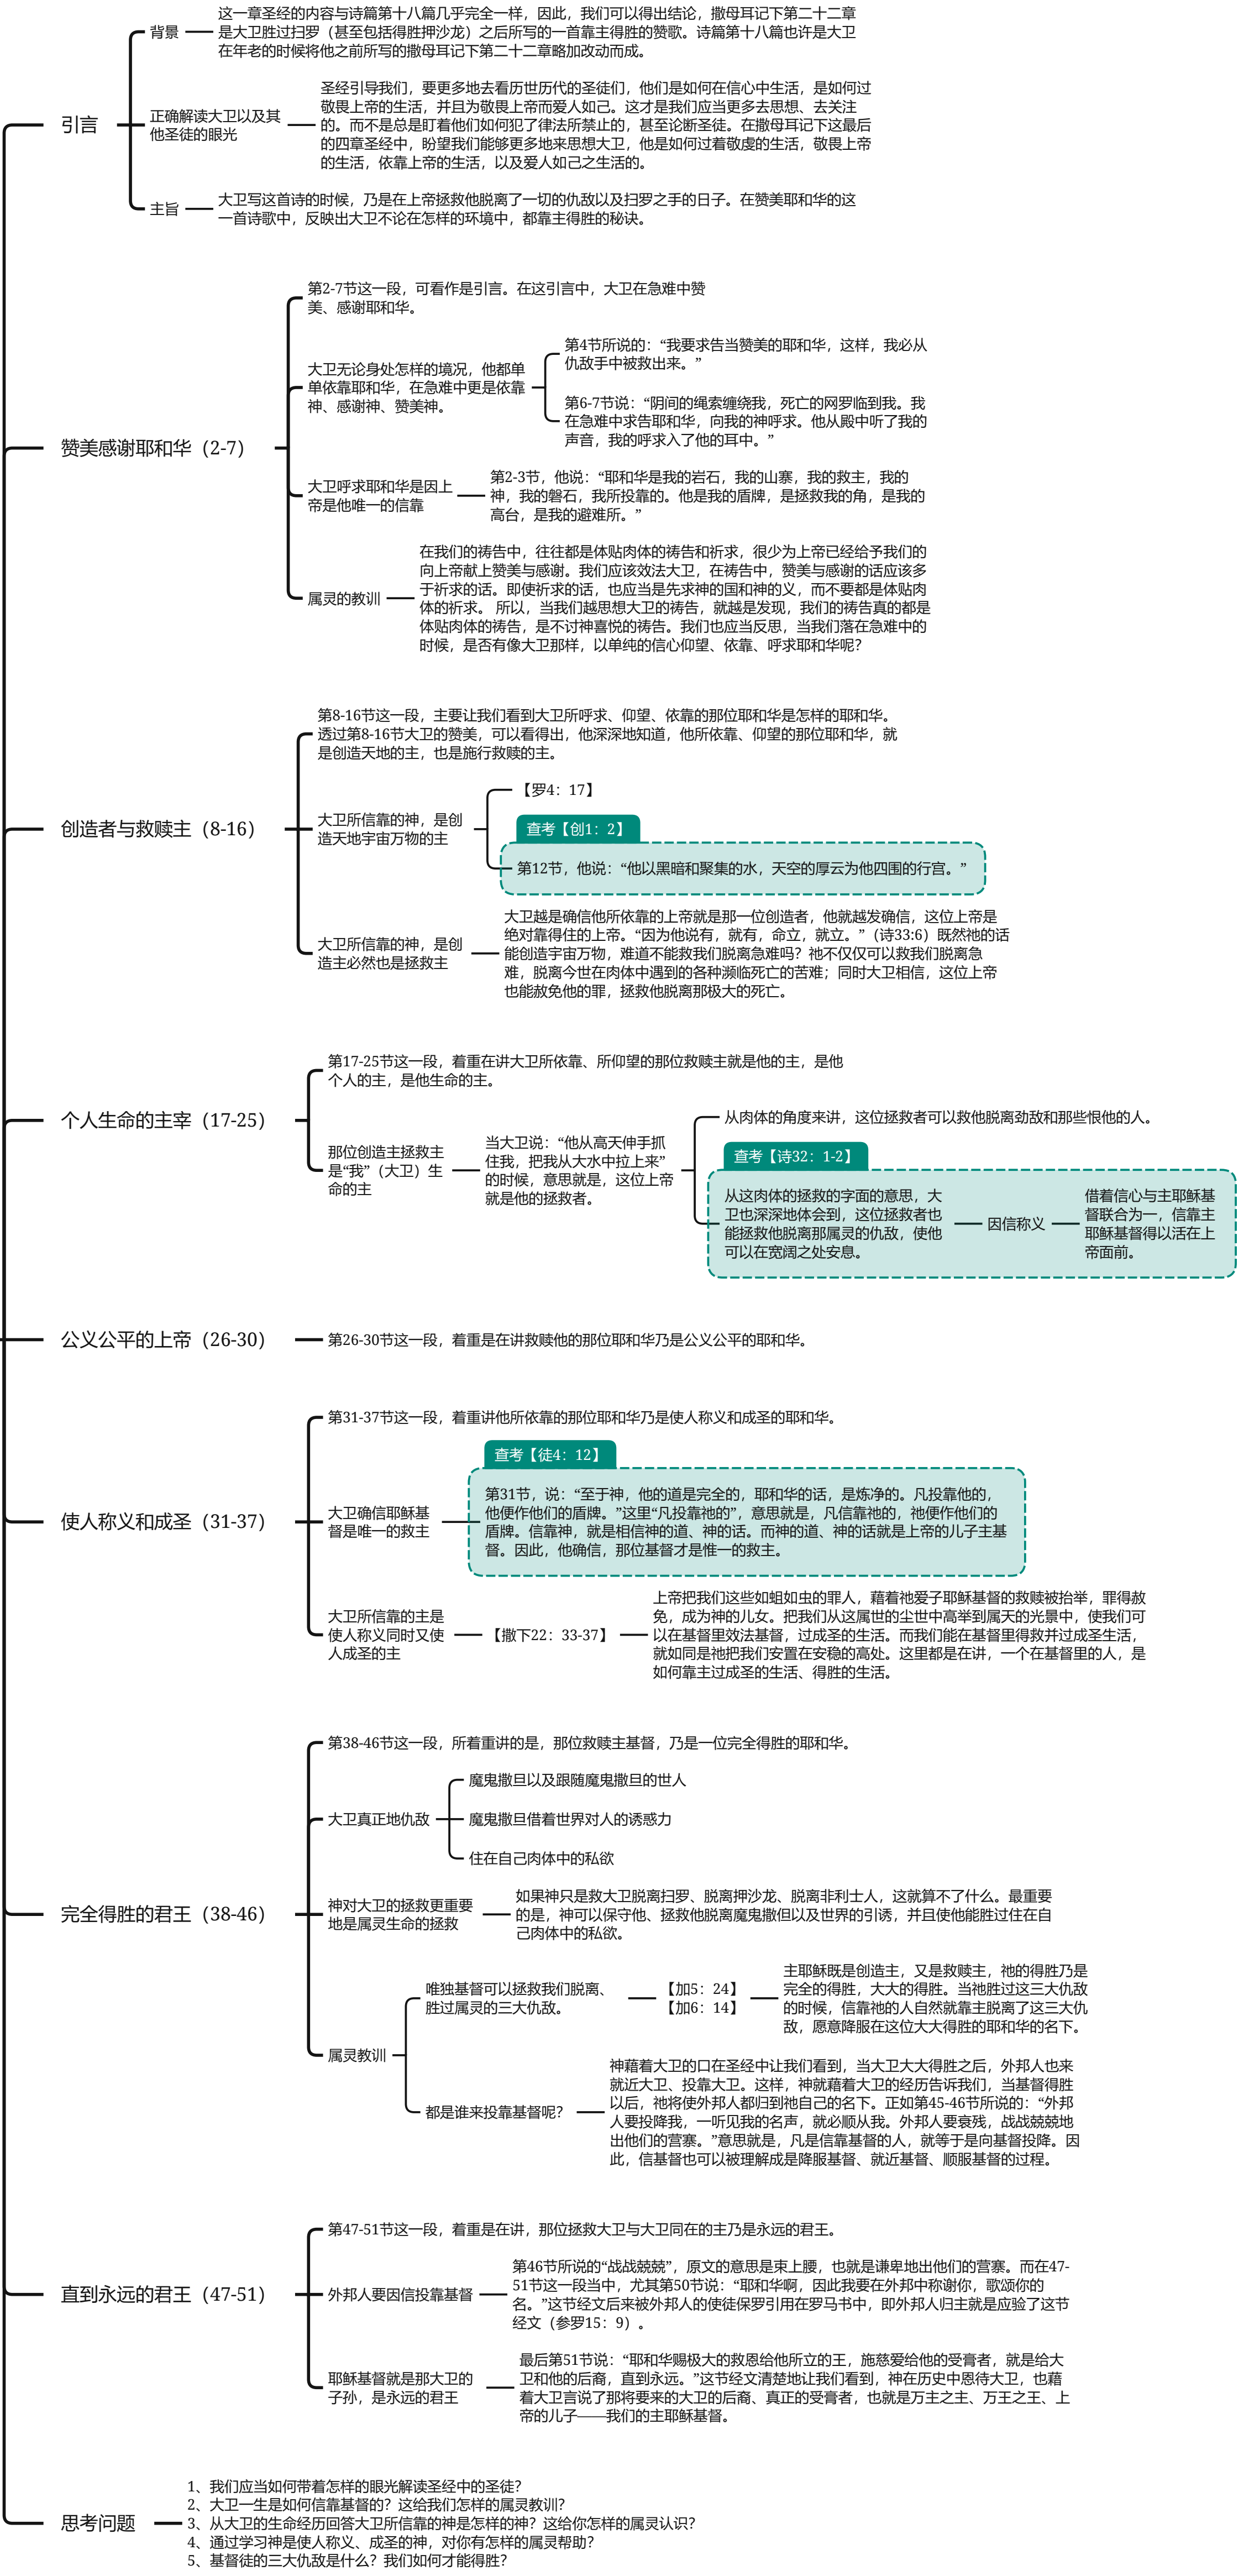 引言
背景
这一章圣经的内容与诗篇第十八篇几乎完全一样，因此，我们可以得出结论，撒母耳记下第二十二章
是大卫胜过扫罗（甚至包括得胜押沙龙）之后所写的一首靠主得胜的赞歌。诗篇第十八篇也许是大卫
在年老的时候将他之前所写的撒母耳记下第二十二章略加改动而成。
正确解读大卫以及其
他圣徒的眼光
圣经引导我们，要更多地去看历世历代的圣徒们，他们是如何在信心中生活，是如何过
敬畏上帝的生活，并且为敬畏上帝而爱人如己。这才是我们应当更多去思想、去关注
的。而不是总是盯着他们如何犯了律法所禁止的，甚至论断圣徒。在撒母耳记下这最后
的四章圣经中，盼望我们能够更多地来思想大卫，他是如何过着敬虔的生活，敬畏上帝
的生活，依靠上帝的生活，以及爱人如己之生活的。
主旨
大卫写这首诗的时候，乃是在上帝拯救他脱离了一切的仇敌以及扫罗之手的日子。在赞美耶和华的这
一首诗歌中，反映出大卫不论在怎样的环境中，都靠主得胜的秘诀。
赞美感谢耶和华（2-7）
第2-7节这一段，可看作是引言。在这引言中，大卫在急难中赞
美、感谢耶和华。
大卫无论身处怎样的境况，他都单
单依靠耶和华，在急难中更是依靠
神、感谢神、赞美神。
第4节所说的：“我要求告当赞美的耶和华，这样，我必从
仇敌手中被救出来。”
第6-7节说：“阴间的绳索缠绕我，死亡的网罗临到我。我
在急难中求告耶和华，向我的神呼求。他从殿中听了我的
声音，我的呼求入了他的耳中。”
大卫呼求耶和华是因上
帝是他唯一的信靠
第2-3节，他说：“耶和华是我的岩石，我的山寨，我的救主，我的
神，我的磐石，我所投靠的。他是我的盾牌，是拯救我的角，是我的
高台，是我的避难所。”
属灵的教训
在我们的祷告中，往往都是体贴肉体的祷告和祈求，很少为上帝已经给予我们的
向上帝献上赞美与感谢。我们应该效法大卫，在祷告中，赞美与感谢的话应该多
于祈求的话。即使祈求的话，也应当是先求神的国和神的义，而不要都是体贴肉
体的祈求。 所以，当我们越思想大卫的祷告，就越是发现，我们的祷告真的都是
体贴肉体的祷告，是不讨神喜悦的祷告。我们也应当反思，当我们落在急难中的
时候，是否有像大卫那样，以单纯的信心仰望、依靠、呼求耶和华呢？
创造者与救赎主（8-16）
第8-16节这一段，主要让我们看到大卫所呼求、仰望、依靠的那位耶和华是怎样的耶和华。
透过第8-16节大卫的赞美，可以看得出，他深深地知道，他所依靠、仰望的那位耶和华，就
是创造天地的主，也是施行救赎的主。
大卫所信靠的神，是创
造天地宇宙万物的主
【罗4：17】
查考【创1：2】
第12节，他说：“他以黑暗和聚集的水，天空的厚云为他四围的行宫。”
大卫所信靠的神，是创
造主必然也是拯救主
大卫越是确信他所依靠的上帝就是那一位创造者，他就越发确信，这位上帝是
绝对靠得住的上帝。“因为他说有，就有，命立，就立。”（诗33:6）既然祂的话
能创造宇宙万物，难道不能救我们脱离急难吗？祂不仅仅可以救我们脱离急
难，脱离今世在肉体中遇到的各种濒临死亡的苦难；同时大卫相信，这位上帝
也能赦免他的罪，拯救他脱离那极大的死亡。
个人生命的主宰（17-25）
第17-25节这一段，着重在讲大卫所依靠、所仰望的那位救赎主就是他的主，是他
个人的主，是他生命的主。
那位创造主拯救主
是“我”（大卫）生
命的主
当大卫说：“他从高天伸手抓
住我，把我从大水中拉上来”
的时候，意思就是，这位上帝
就是他的拯救者。
从肉体的角度来讲，这位拯救者可以救他脱离劲敌和那些恨他的人。
查考【诗32：1-2】
从这肉体的拯救的字面的意思，大
卫也深深地体会到，这位拯救者也
能拯救他脱离那属灵的仇敌，使他
可以在宽阔之处安息。
因信称义
借着信心与主耶稣基
督联合为一，信靠主
耶稣基督得以活在上
帝面前。
公义公平的上帝（26-30）
第26-30节这一段，着重是在讲救赎他的那位耶和华乃是公义公平的耶和华。
使人称义和成圣（31-37）
第31-37节这一段，着重讲他所依靠的那位耶和华乃是使人称义和成圣的耶和华。
大卫确信耶稣基
督是唯一的救主
查考【徒4：12】
第31节，说：“至于神，他的道是完全的，耶和华的话，是炼净的。凡投靠他的，
他便作他们的盾牌。”这里“凡投靠祂的”，意思就是，凡信靠祂的，祂便作他们的
盾牌。信靠神，就是相信神的道、神的话。而神的道、神的话就是上帝的儿子主基
督。因此，他确信，那位基督才是惟一的救主。
大卫所信靠的主是
使人称义同时又使
人成圣的主
【撒下22：33-37】
上帝把我们这些如蛆如虫的罪人，藉着祂爱子耶稣基督的救赎被抬举，罪得赦
免，成为神的儿女。把我们从这属世的尘世中高举到属天的光景中，使我们可
以在基督里效法基督，过成圣的生活。而我们能在基督里得救并过成圣生活，
就如同是祂把我们安置在安稳的高处。这里都是在讲，一个在基督里的人，是
如何靠主过成圣的生活、得胜的生活。
完全得胜的君王（38-46）
第38-46节这一段，所着重讲的是，那位救赎主基督，乃是一位完全得胜的耶和华。
大卫真正地仇敌
魔鬼撒旦以及跟随魔鬼撒旦的世人
魔鬼撒旦借着世界对人的诱惑力
住在自己肉体中的私欲
神对大卫的拯救更重要
地是属灵生命的拯救
如果神只是救大卫脱离扫罗、脱离押沙龙、脱离非利士人，这就算不了什么。最重要
的是，神可以保守他、拯救他脱离魔鬼撒但以及世界的引诱，并且使他能胜过住在自
己肉体中的私欲。
属灵教训
唯独基督可以拯救我们脱离、
胜过属灵的三大仇敌。
【加5：24】
【加6：14】
主耶稣既是创造主，又是救赎主，祂的得胜乃是
完全的得胜，大大的得胜。当祂胜过这三大仇敌
的时候，信靠祂的人自然就靠主脱离了这三大仇
敌，愿意降服在这位大大得胜的耶和华的名下。
都是谁来投靠基督呢？
神藉着大卫的口在圣经中让我们看到，当大卫大大得胜之后，外邦人也来
就近大卫、投靠大卫。这样，神就藉着大卫的经历告诉我们，当基督得胜
以后，祂将使外邦人都归到祂自己的名下。正如第45-46节所说的：“外邦
人要投降我，一听见我的名声，就必顺从我。外邦人要衰残，战战兢兢地
出他们的营寨。”意思就是，凡是信靠基督的人，就等于是向基督投降。因
此，信基督也可以被理解成是降服基督、就近基督、顺服基督的过程。
直到永远的君王（47-51）
第47-51节这一段，着重是在讲，那位拯救大卫与大卫同在的主乃是永远的君王。
外邦人要因信投靠基督
第46节所说的“战战兢兢”，原文的意思是束上腰，也就是谦卑地出他们的营寨。而在47-
51节这一段当中，尤其第50节说：“耶和华啊，因此我要在外邦中称谢你，歌颂你的
名。”这节经文后来被外邦人的使徒保罗引用在罗马书中，即外邦人归主就是应验了这节
经文（参罗15：9）。
耶稣基督就是那大卫的
子孙，是永远的君王
最后第51节说：“耶和华赐极大的救恩给他所立的王，施慈爱给他的受膏者，就是给大
卫和他的后裔，直到永远。”这节经文清楚地让我们看到，神在历史中恩待大卫，也藉
着大卫言说了那将要来的大卫的后裔、真正的受膏者，也就是万主之主、万王之王、上
帝的儿子——我们的主耶稣基督。
思考问题
1、我们应当如何带着怎样的眼光解读圣经中的圣徒？
2、大卫一生是如何信靠基督的？这给我们怎样的属灵教训？
3、从大卫的生命经历回答大卫所信靠的神是怎样的神？这给你怎样的属灵认识？
4、通过学习神是使人称义、成圣的神，对你有怎样的属灵帮助？
5、基督徒的三大仇敌是什么？我们如何才能得胜？